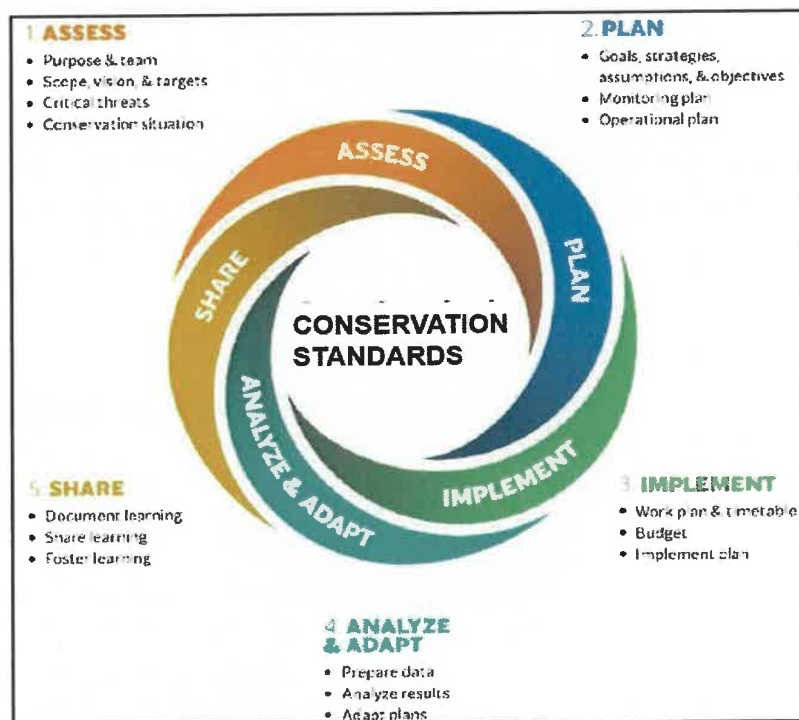 1. ASSESS
• Purpose & team
• Scope, vision, & targets
• Critical threats
• Conservation situation
2. PLAN
• Goals, strategies,
assumptions, & objectives
• Monitoring plan
• Operational plan
ASSESS
PLAN
SHARE
CONSERVATION
STANDARDS
ANALYZE & ADAPT
IMPLEMENT
5. SHARE
• Document learning
• Share learning
• Foster learning
3. IMPLEMENT
• Work plan & timetable
• Budget
• Implement plan
4. ANALYZE
& ADAPT
• Prepare data
• Analyze results
• Adapt plans